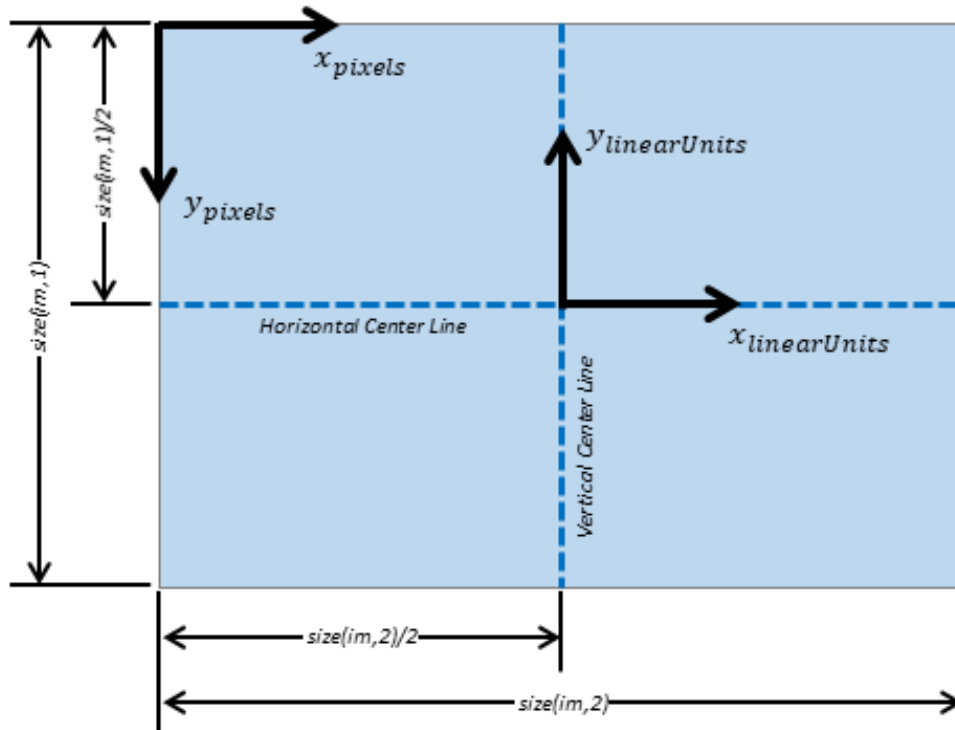 x_pixels
size(im,1)/2
y_linearUnits
y_pixels
size(im,1)
Horizontal Center Line
x_linearUnits
Vertical Center Line
size(im,2)/2
size(im,2)